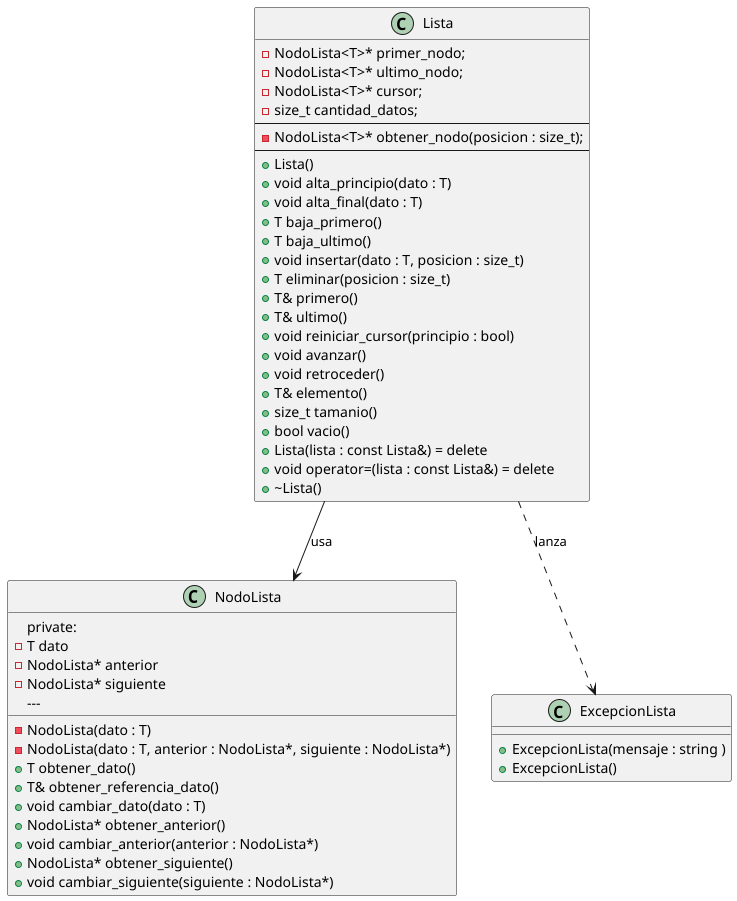 Lista
NodoLista<T>* primer_nodo;
NodoLista<T>* ultimo_nodo;
NodoLista<T>* cursor;
size_t cantidad_datos;
NodoLista<T>* obtener_nodo(posicion : size_t);
Lista()
void alta_principio(dato : T)
void alta_final(dato : T)
T baja_primero()
T baja_ultimo()
void insertar(dato : T, posicion : size_t)
T eliminar(posicion : size_t)
T& primero()
T& ultimo()
void reiniciar_cursor(principio : bool)
void avanzar()
void retroceder()
T& elemento()
size_t tamanio()
bool vacio()
Lista(lista : const Lista&) = delete
void operator=(lista : const Lista&) = delete
~Lista()
usa
lanza
NodoLista
private:
T dato
NodoLista* anterior
NodoLista* siguiente
---
NodoLista(dato : T)
NodoLista(dato : T, anterior : NodoLista*, siguiente : NodoLista*)
T obtener_dato()
T& obtener_referencia_dato()
void cambiar_dato(dato : T)
NodoLista* obtener_anterior()
void cambiar_anterior(anterior : NodoLista*)
NodoLista* obtener_siguiente()
void cambiar_siguiente(siguiente : NodoLista*)
ExcepcionLista
ExcepcionLista(mensaje : string )
ExcepcionLista()